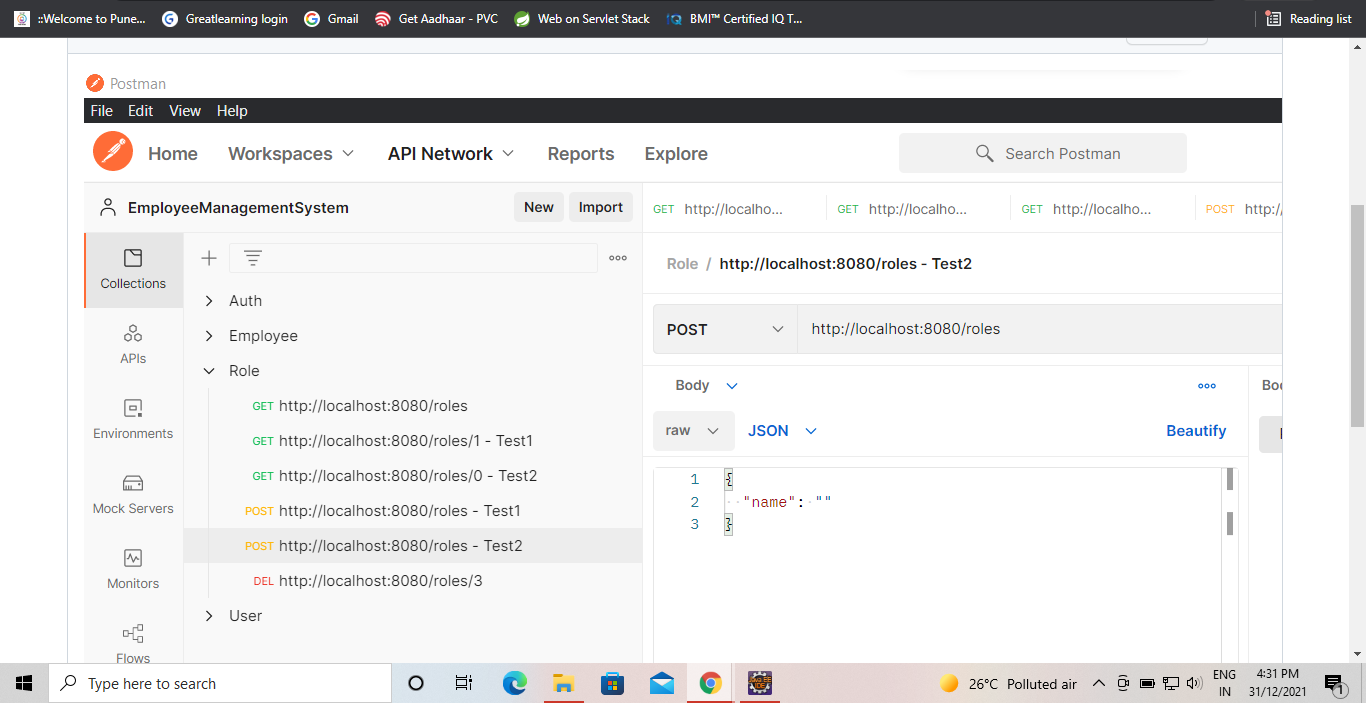 ::Welcome to Pune... Greatlearning login Gmail Get Aadhaar - PVC Web on Servlet Stack BMI™ Certified IQ T... Reading list
Postman
File Edit View Help
Home Workspaces API Network Reports Explore Search Postman
EmployeeManagementSystem New Import
GET http://localho... GET http://localho... GET http://localho... POST http:/
Collections
APIs
Environments
Mock Servers
Monitors
Flows
Auth
Employee
Role
GET http://localhost:8080/roles
GET http://localhost:8080/roles/1 - Test1
GET http://localhost:8080/roles/0 - Test2
POST http://localhost:8080/roles - Test1
POST http://localhost:8080/roles - Test2
DEL http://localhost:8080/roles/3
User
Role / http://localhost:8080/roles - Test2
POST http://localhost:8080/roles
Body
raw JSON Beautify
1 {
2 "name": ""
3 }
Type here to search
26°C Polluted air
ENG
IN
4:31 PM
31/12/2021
1